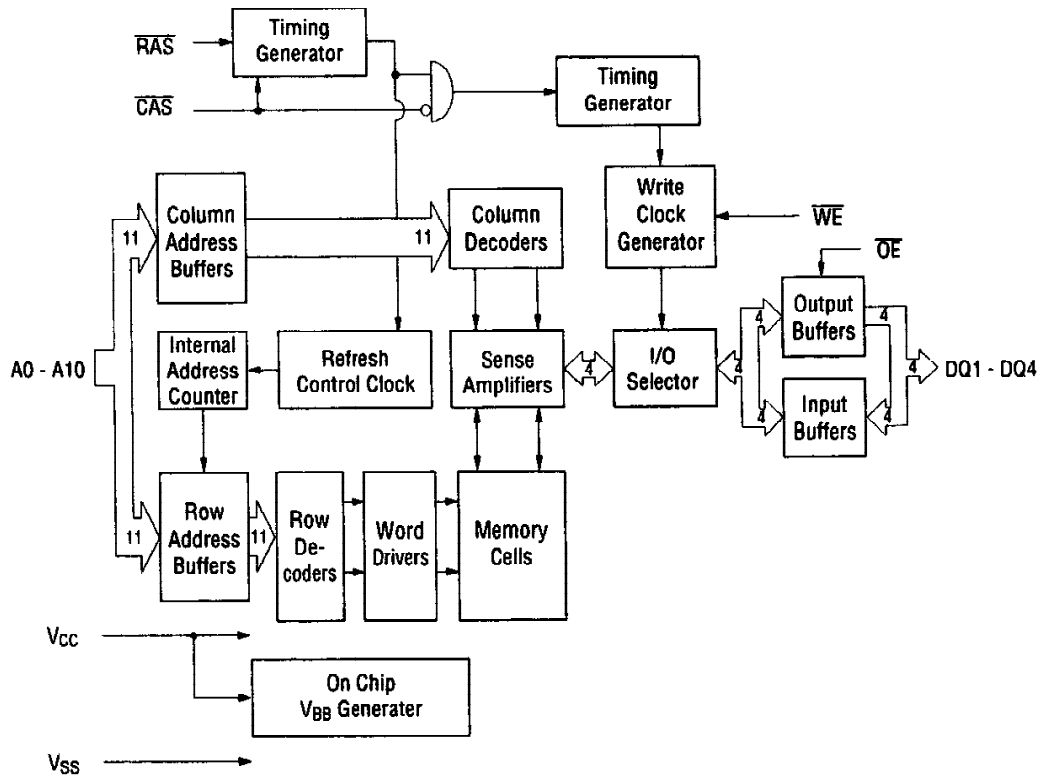 RAS
Timing
Generator
CAS
Timing
Generator
Write
Clock
Generator
WE
OE
Column
Address
Buffers
11
11
Column
Decoders
A0 - A10
Internal
Address
Counter
Refresh
Control Clock
Sense
Amplifiers
4
I/O
Selector
4
4
Output
Buffers
4
4
DQ1 - DQ4
4
Input
Buffers
4
11
Row
Address
Buffers
11
Row
De-
coders
Word
Drivers
Memory
Cells
VCC
On Chip
VBB Generater
VSS